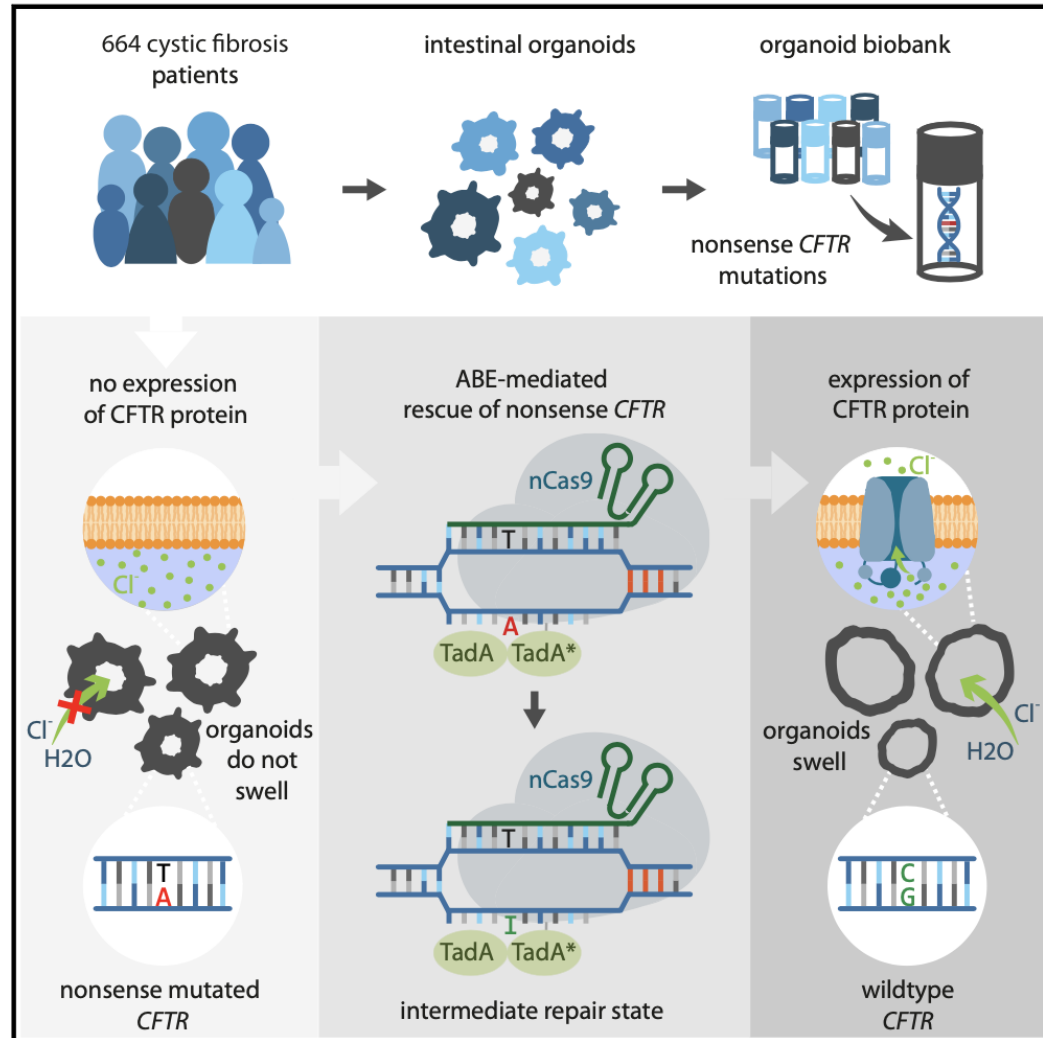 664 cystic fibrosis
patients
intestinal organoids
organoid biobank
nonsense CFTR
mutations
no expression
of CFTR protein
Cl-
Cl-
H2O
organoids
do not
swell
T
A
nonsense mutated
CFTR
ABE-mediated
rescue of nonsense CFTR
nCas9
T
A
TadA
TadA*
nCas9
T
I
TadA
TadA*
intermediate repair state
expression of
CFTR protein
Cl-
organoids
swell
Cl-
H2O
C
G
wildtype
CFTR